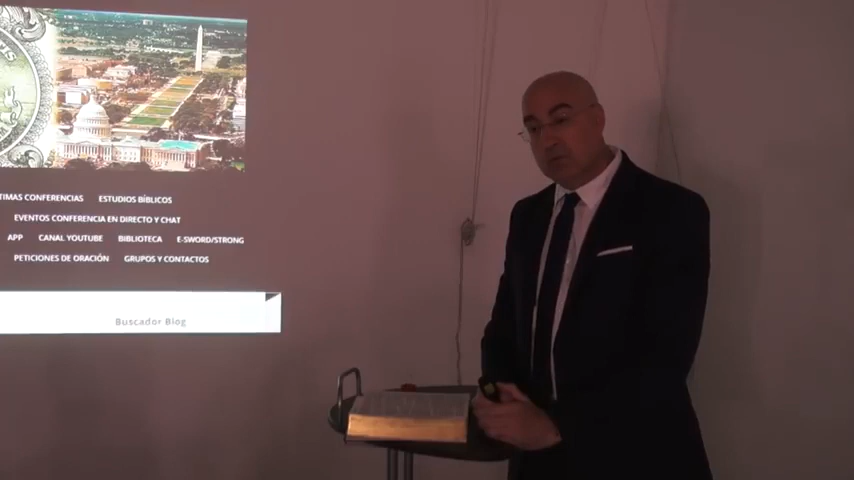 TIMAS CONFERENCIAS ESTUDIOS BÍBLICOS
EVENTOS CONFERENCIA EN DIRECTO Y CHAT
APP CANAL YOUTUBE BIBLIOTECA E-SWORD/STRONG
PETICIONES DE ORACIÓN GRUPOS Y CONTACTOS
Buscador Blog